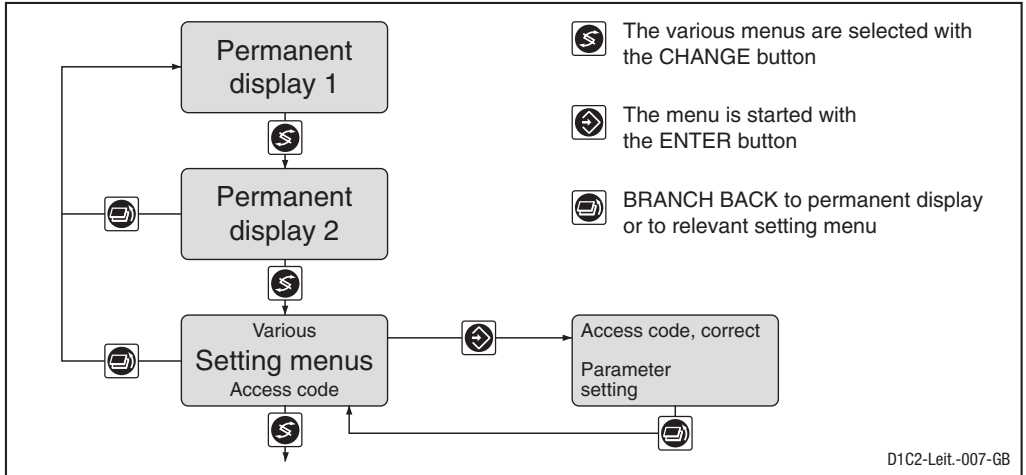 Permanent
display 1
Permanent
display 2
Various
Setting menus
Access code
Access code, correct
Parameter
setting
The various menus are selected with
the CHANGE button
The menu is started with
the ENTER button
BRANCH BACK to permanent display
or to relevant setting menu
D1C2-Leit.-007-GB